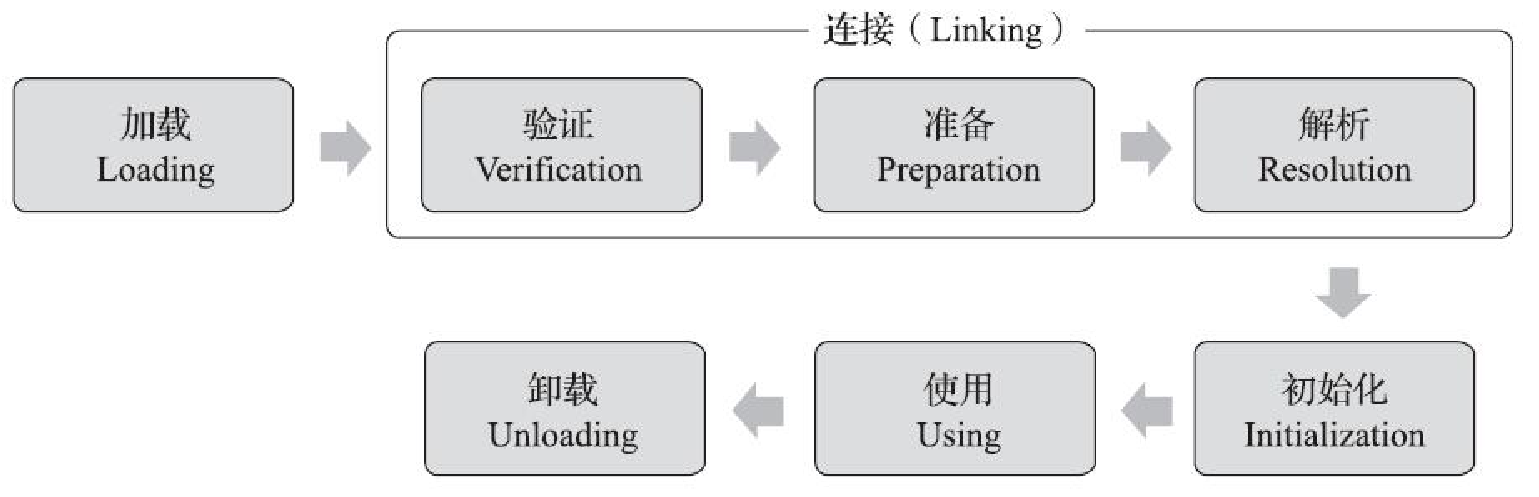 连接（Linking）
加载
Loading
验证
Verification
准备
Preparation
解析
Resolution
初始化
Initialization
使用
Using
卸载
Unloading